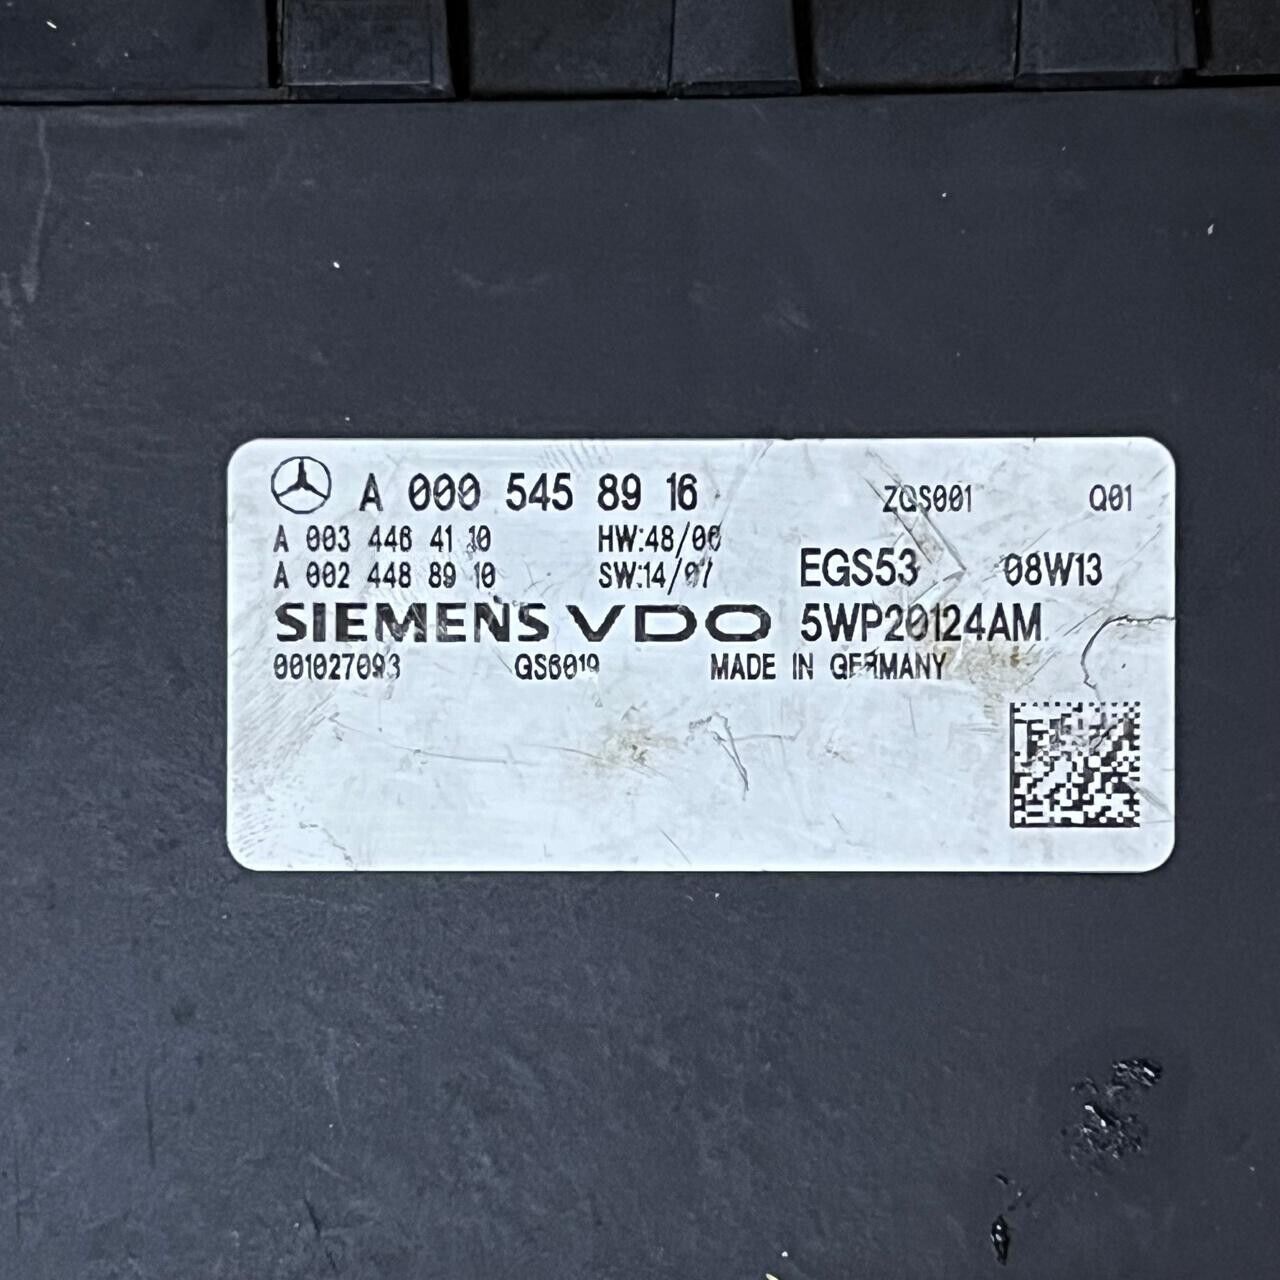 A 000 545 89 16 ZGS001 Q01
A 003 446 41 10 HW:48/06
A 002 448 89 10 SW:14/07 EGS53 08W13
SIEMENS VDO 5WP20124AM
001027093 GS6019 MADE IN GERMANY